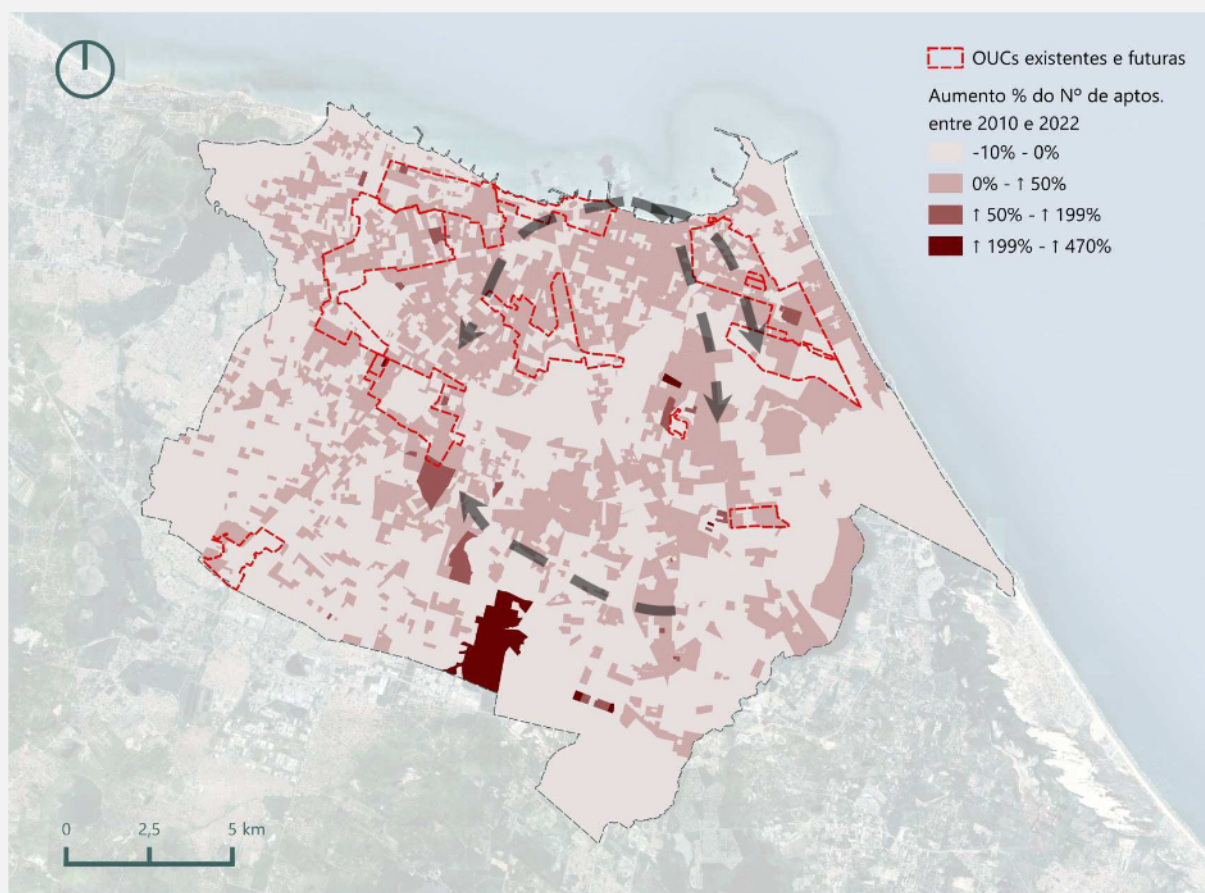 OUCs existentes e futuras
Aumento % do Nº de aptos.
entre 2010 e 2022
-10% - 0%
0% - ↑ 50%
↑ 50% - ↑ 199%
↑ 199% - ↑ 470%
0 2,5 5 km